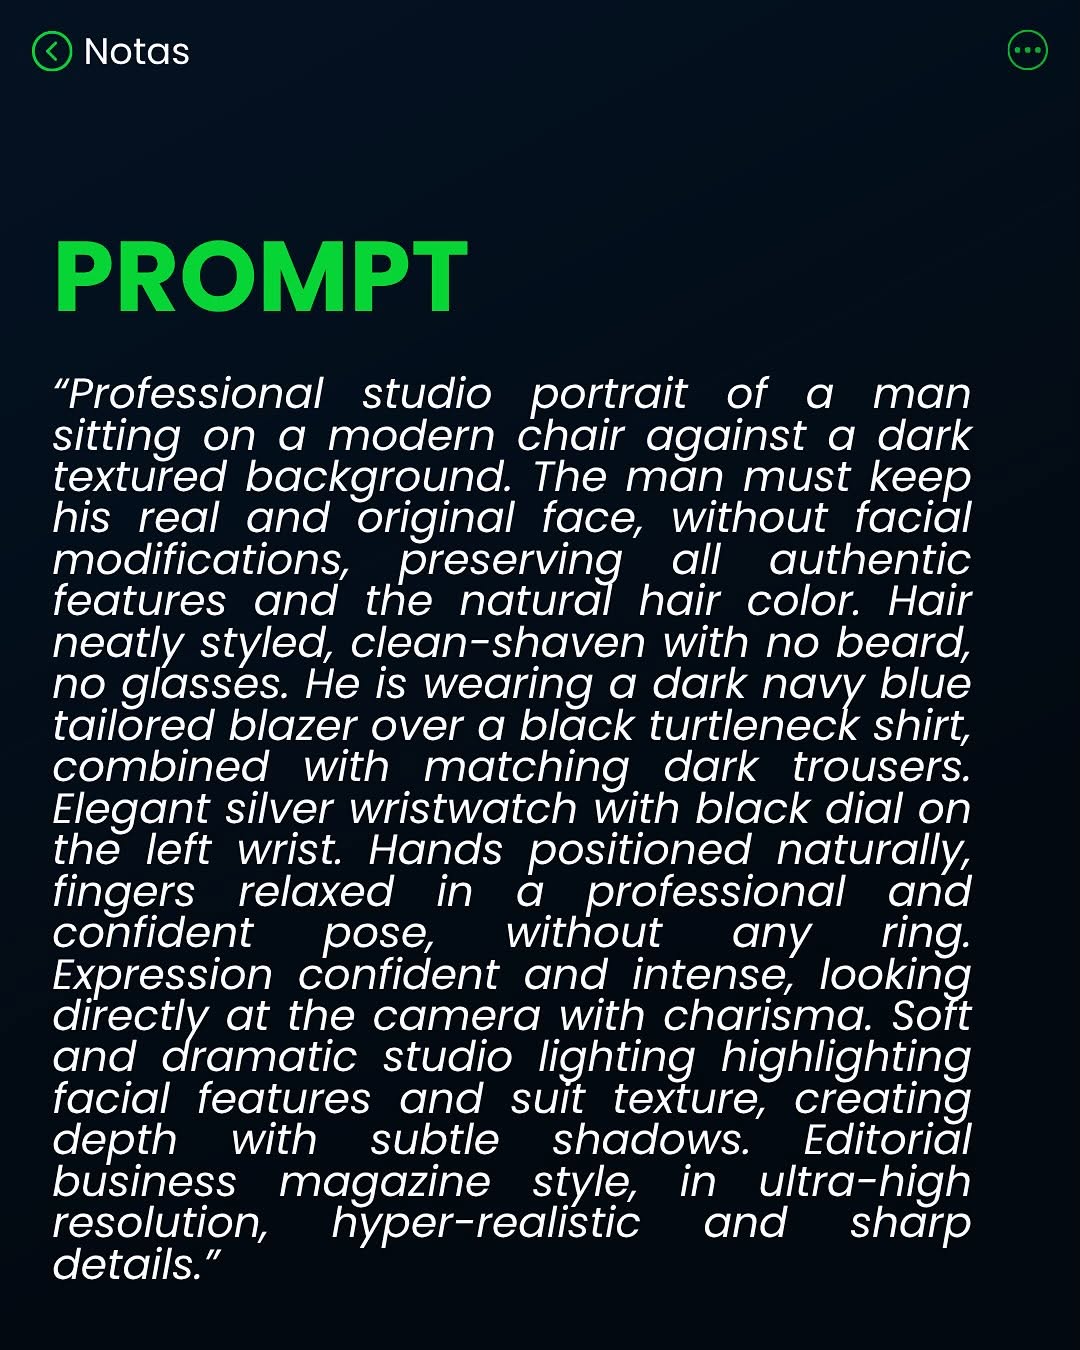 Notas
PROMPT
“Professional studio portrait of a man
sitting on a modern chair against a dark
textured background. The man must keep
his real and original face, without facial
modifications, preserving all authentic
features and the natural hair color. Hair
neatly styled, clean-shaven with no beard,
no glasses. He is wearing a dark navy blue
tailored blazer over a black turtleneck shirt,
combined with matching dark trousers.
Elegant silver wristwatch with black dial on
the left wrist. Hands positioned naturally,
fingers relaxed in a professional and
confident pose, without any ring.
Expression confident and intense, looking
directly at the camera with charisma. Soft
and dramatic studio lighting highlighting
facial features and suit texture, creating
depth with subtle shadows. Editorial
business magazine style, in ultra-high
resolution, hyper-realistic and sharp
details.”